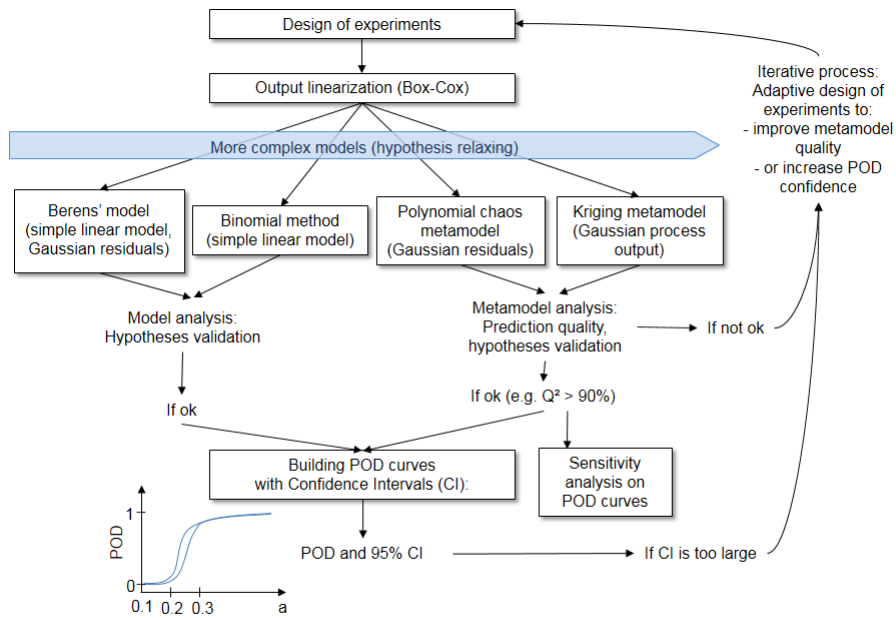 Design of experiments
Output linearization (Box-Cox)
Iterative process:
Adaptive design of
experiments to:
- improve metamodel
quality
- or increase POD
confidence
More complex models (hypothesis relaxing)
Berens’ model
(simple linear model,
Gaussian residuals)
Binomial method
(simple linear model)
Polynomial chaos
metamodel
(Gaussian residuals)
Kriging metamodel
(Gaussian process
output)
Model analysis:
Hypotheses validation
Metamodel analysis:
Prediction quality,
hypotheses validation
If not ok
If ok
If ok (e.g. Q² > 90%)
Building POD curves
with Confidence Intervals (CI):
Sensitivity
analysis on
POD curves
POD and 95% CI
If CI is too large
1
POD
0
0.1 0.2 0.3 a